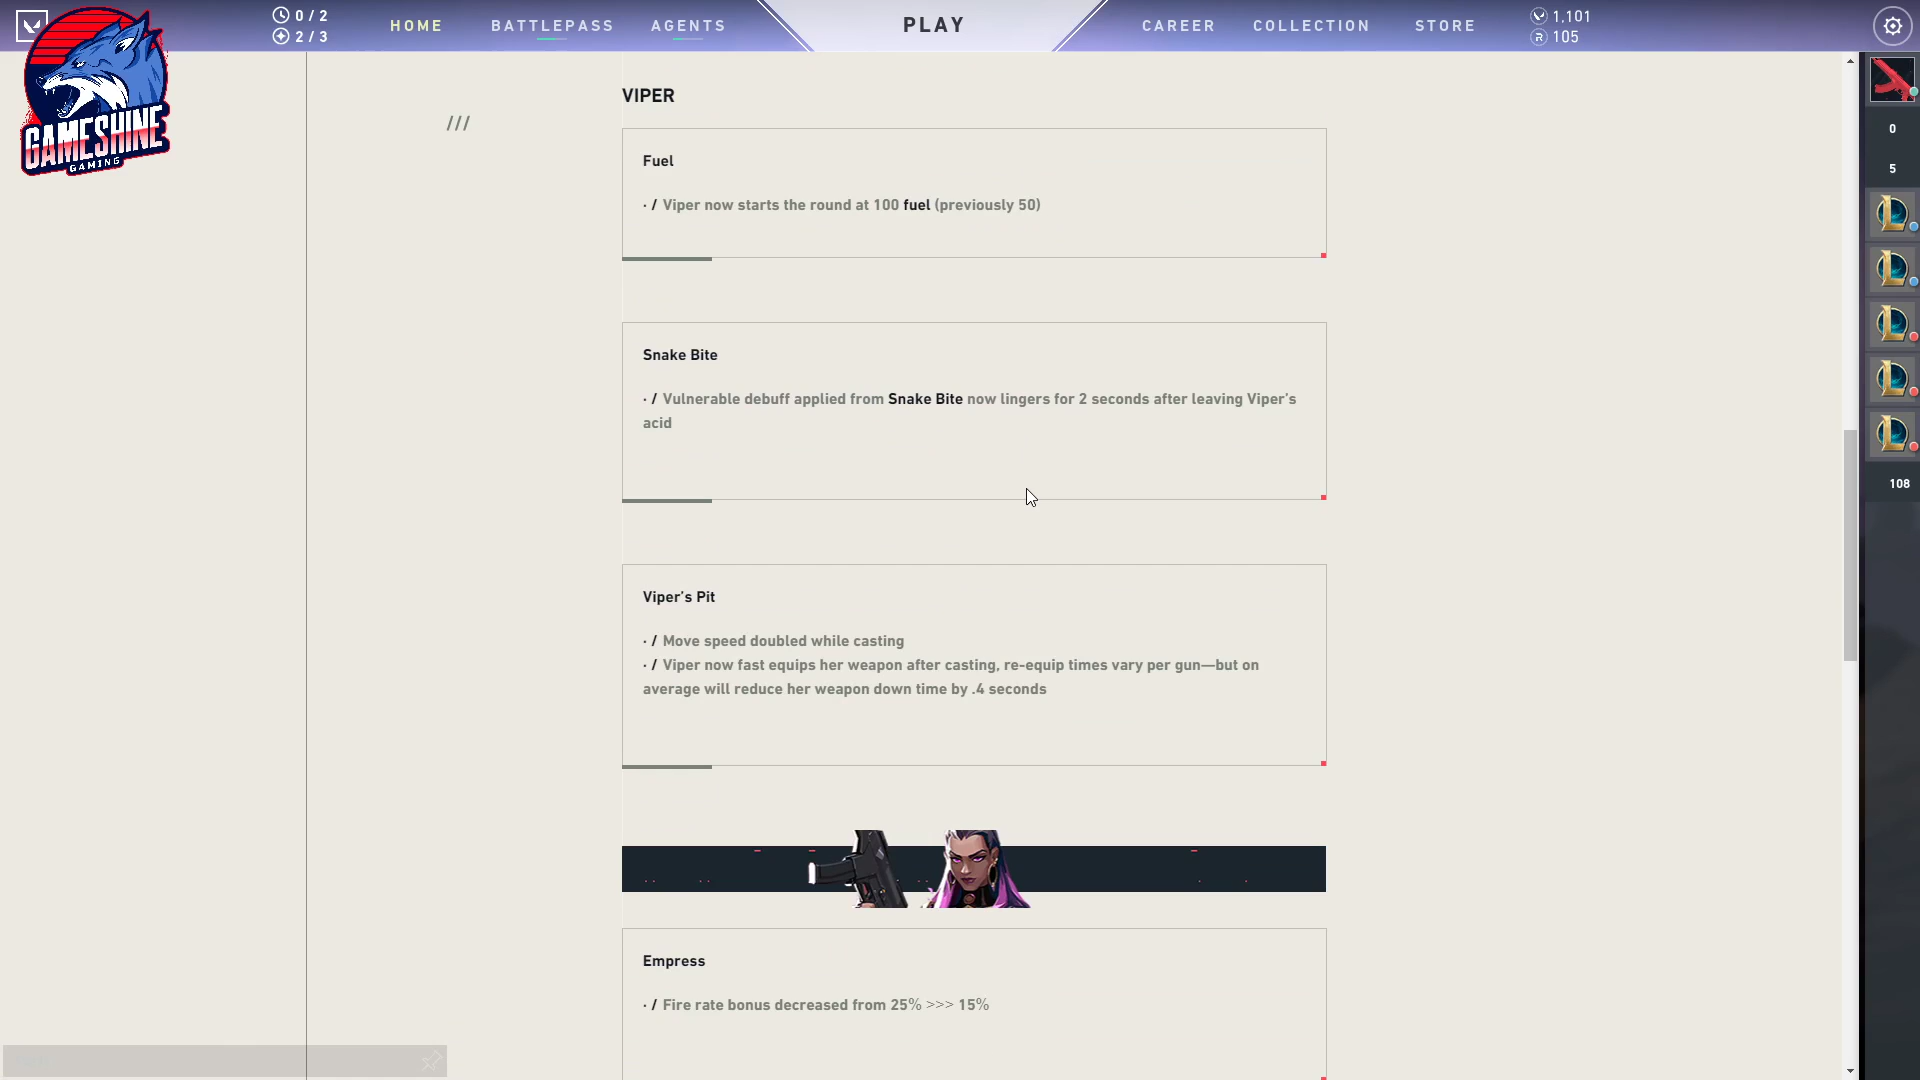 0 / 2
2 / 3
HOME
BATTLEPASS
AGENTS
PLAY
CAREER
COLLECTION
STORE
1,101
R 105
GAMESHINE
GAMING
///
VIPER
Fuel
· / Viper now starts the round at 100 fuel (previously 50)
Snake Bite
· / Vulnerable debuff applied from Snake Bite now lingers for 2 seconds after leaving Viper’s
acid
Viper’s Pit
· / Move speed doubled while casting
· / Viper now fast equips her weapon after casting, re-equip times vary per gun—but on
average will reduce her weapon down time by .4 seconds
Empress
· / Fire rate bonus decreased from 25% >>> 15%
0
5
108